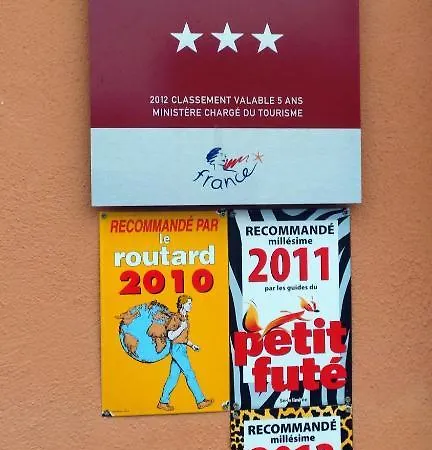 2012 CLASSEMENT VALABLE 5 ANS
MINISTÈRE CHARGÉ DU TOURISME
france
RECOMMANDÉ PAR
le
routard
2010
RECOMMANDÉ
millésime
2011
par les guides du
petit
futé
RECOMMANDÉ
millésime